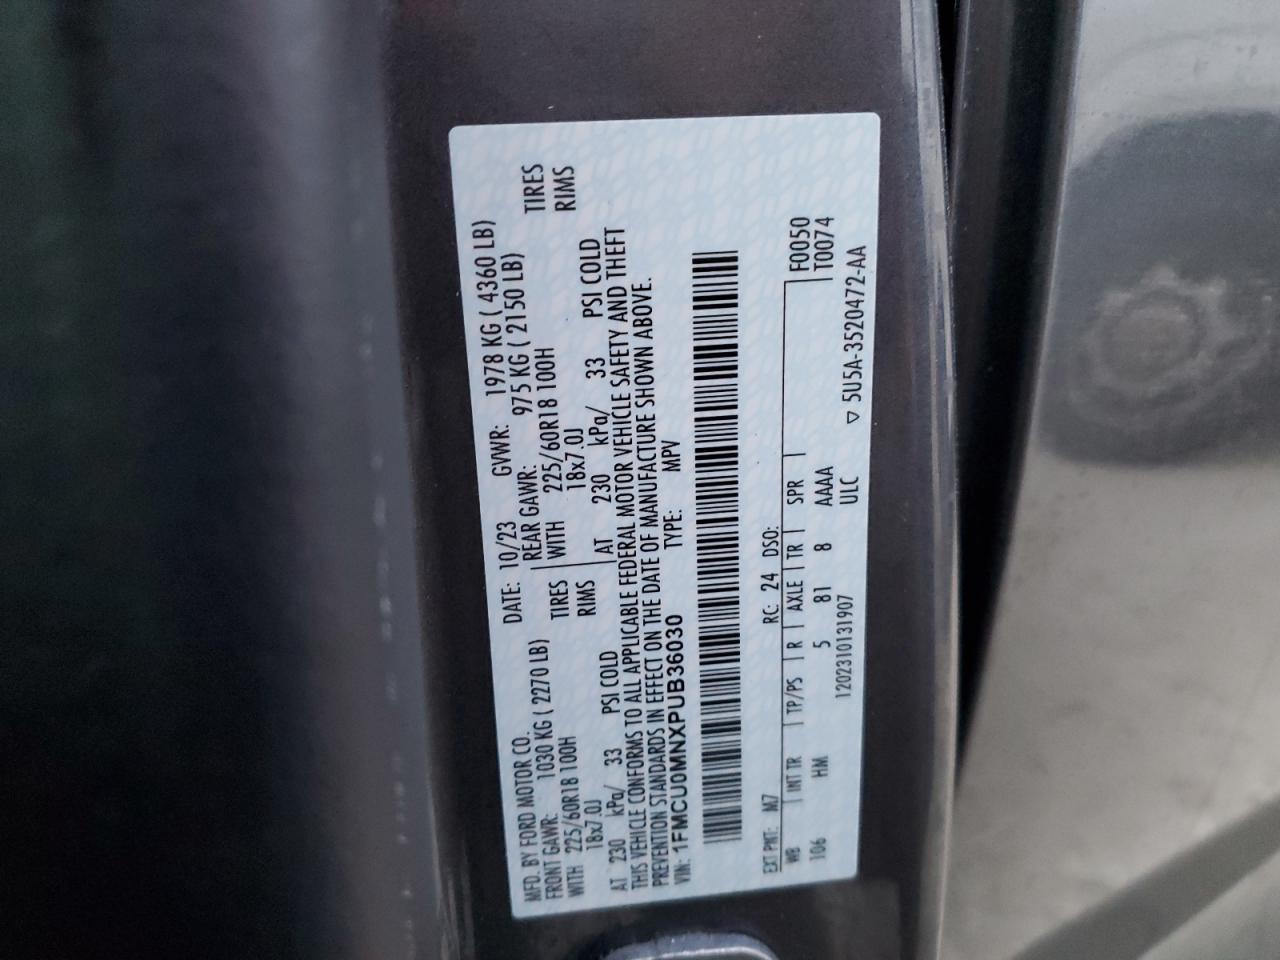 MFD. BY FORD MOTOR CO.
DATE: 10/23 GVWR: 1978 KG ( 4360 LB)
FRONT GAWR: 1030 KG ( 2270 LB) REAR GAWR: 975 KG ( 2150 LB)
WITH 225/60R18 100H TIRES WITH 225/60R18 100H TIRES
18x7.0J RIMS 18x7.0J RIMS
AT 230 kPa/ 33 PSI COLD AT 230 kPa/ 33 PSI COLD
THIS VEHICLE CONFORMS TO ALL APPLICABLE FEDERAL MOTOR VEHICLE SAFETY AND THEFT
PREVENTION STANDARDS IN EFFECT ON THE DATE OF MANUFACTURE SHOWN ABOVE.
VIN: 1FMCU0MNXPUB36030 TYPE: MPV
EXT PNT: M7 RC: 24 DSO: F0050
WB INT TR TP/PS R AXLE TR SPR T0074
106 HM 5 81 8 AAAA
1202310131907 ULC ▽ 5U5A-3520472-AA